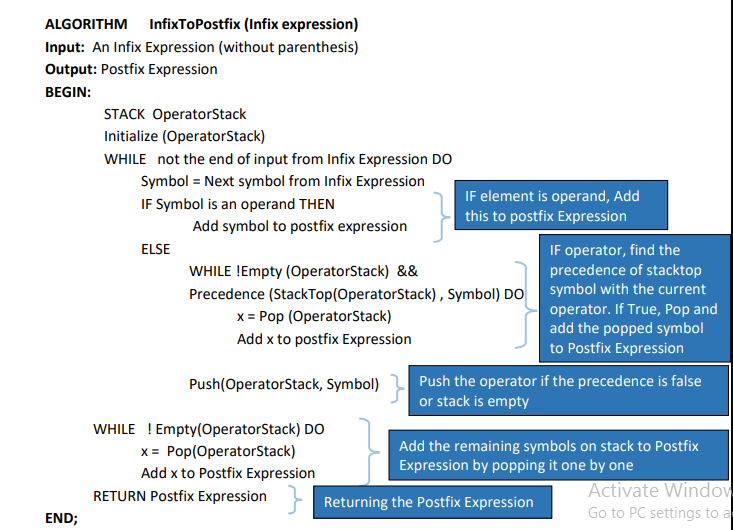 ALGORITHM InfixToPostfix (Infix expression)
Input: An Infix Expression (without parenthesis)
Output: Postfix Expression
BEGIN:
STACK OperatorStack
Initialize (OperatorStack)
WHILE not the end of input from Infix Expression DO
Symbol = Next symbol from Infix Expression
IF Symbol is an operand THEN
Add symbol to postfix expression
IF element is operand, Add
this to postfix Expression
ELSE
WHILE !Empty (OperatorStack) &&
Precedence (StackTop(OperatorStack) , Symbol) DO
x = Pop (OperatorStack)
Add x to postfix Expression
IF operator, find the
precedence of stacktop
symbol with the current
operator. If True, Pop and
add the popped symbol
to Postfix Expression
Push(OperatorStack, Symbol)
Push the operator if the precedence is false
or stack is empty
WHILE ! Empty(OperatorStack) DO
x = Pop(OperatorStack)
Add x to Postfix Expression
Add the remaining symbols on stack to Postfix
Expression by popping it one by one
RETURN Postfix Expression
Returning the Postfix Expression
END;
Activate Window
Go to PC settings to a